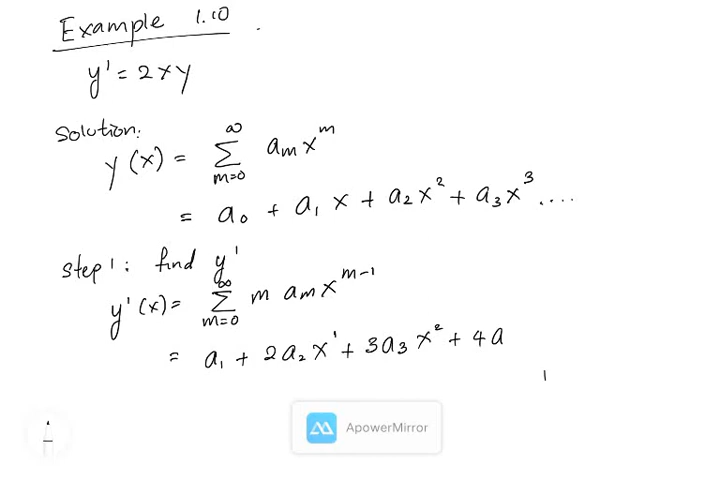 Example 1.10 .
y' = 2xy
Solution:
y(x) = ∑_{m=0}^{∞} a_m x^m
= a_0 + a_1 x + a_2 x^2 + a_3 x^3 ....
step 1: find y'
y'(x) = ∑_{m=0}^{∞} m a_m x^{m-1}
= a_1 + 2a_2 x^1 + 3a_3 x^2 + 4a
ApowerMirror